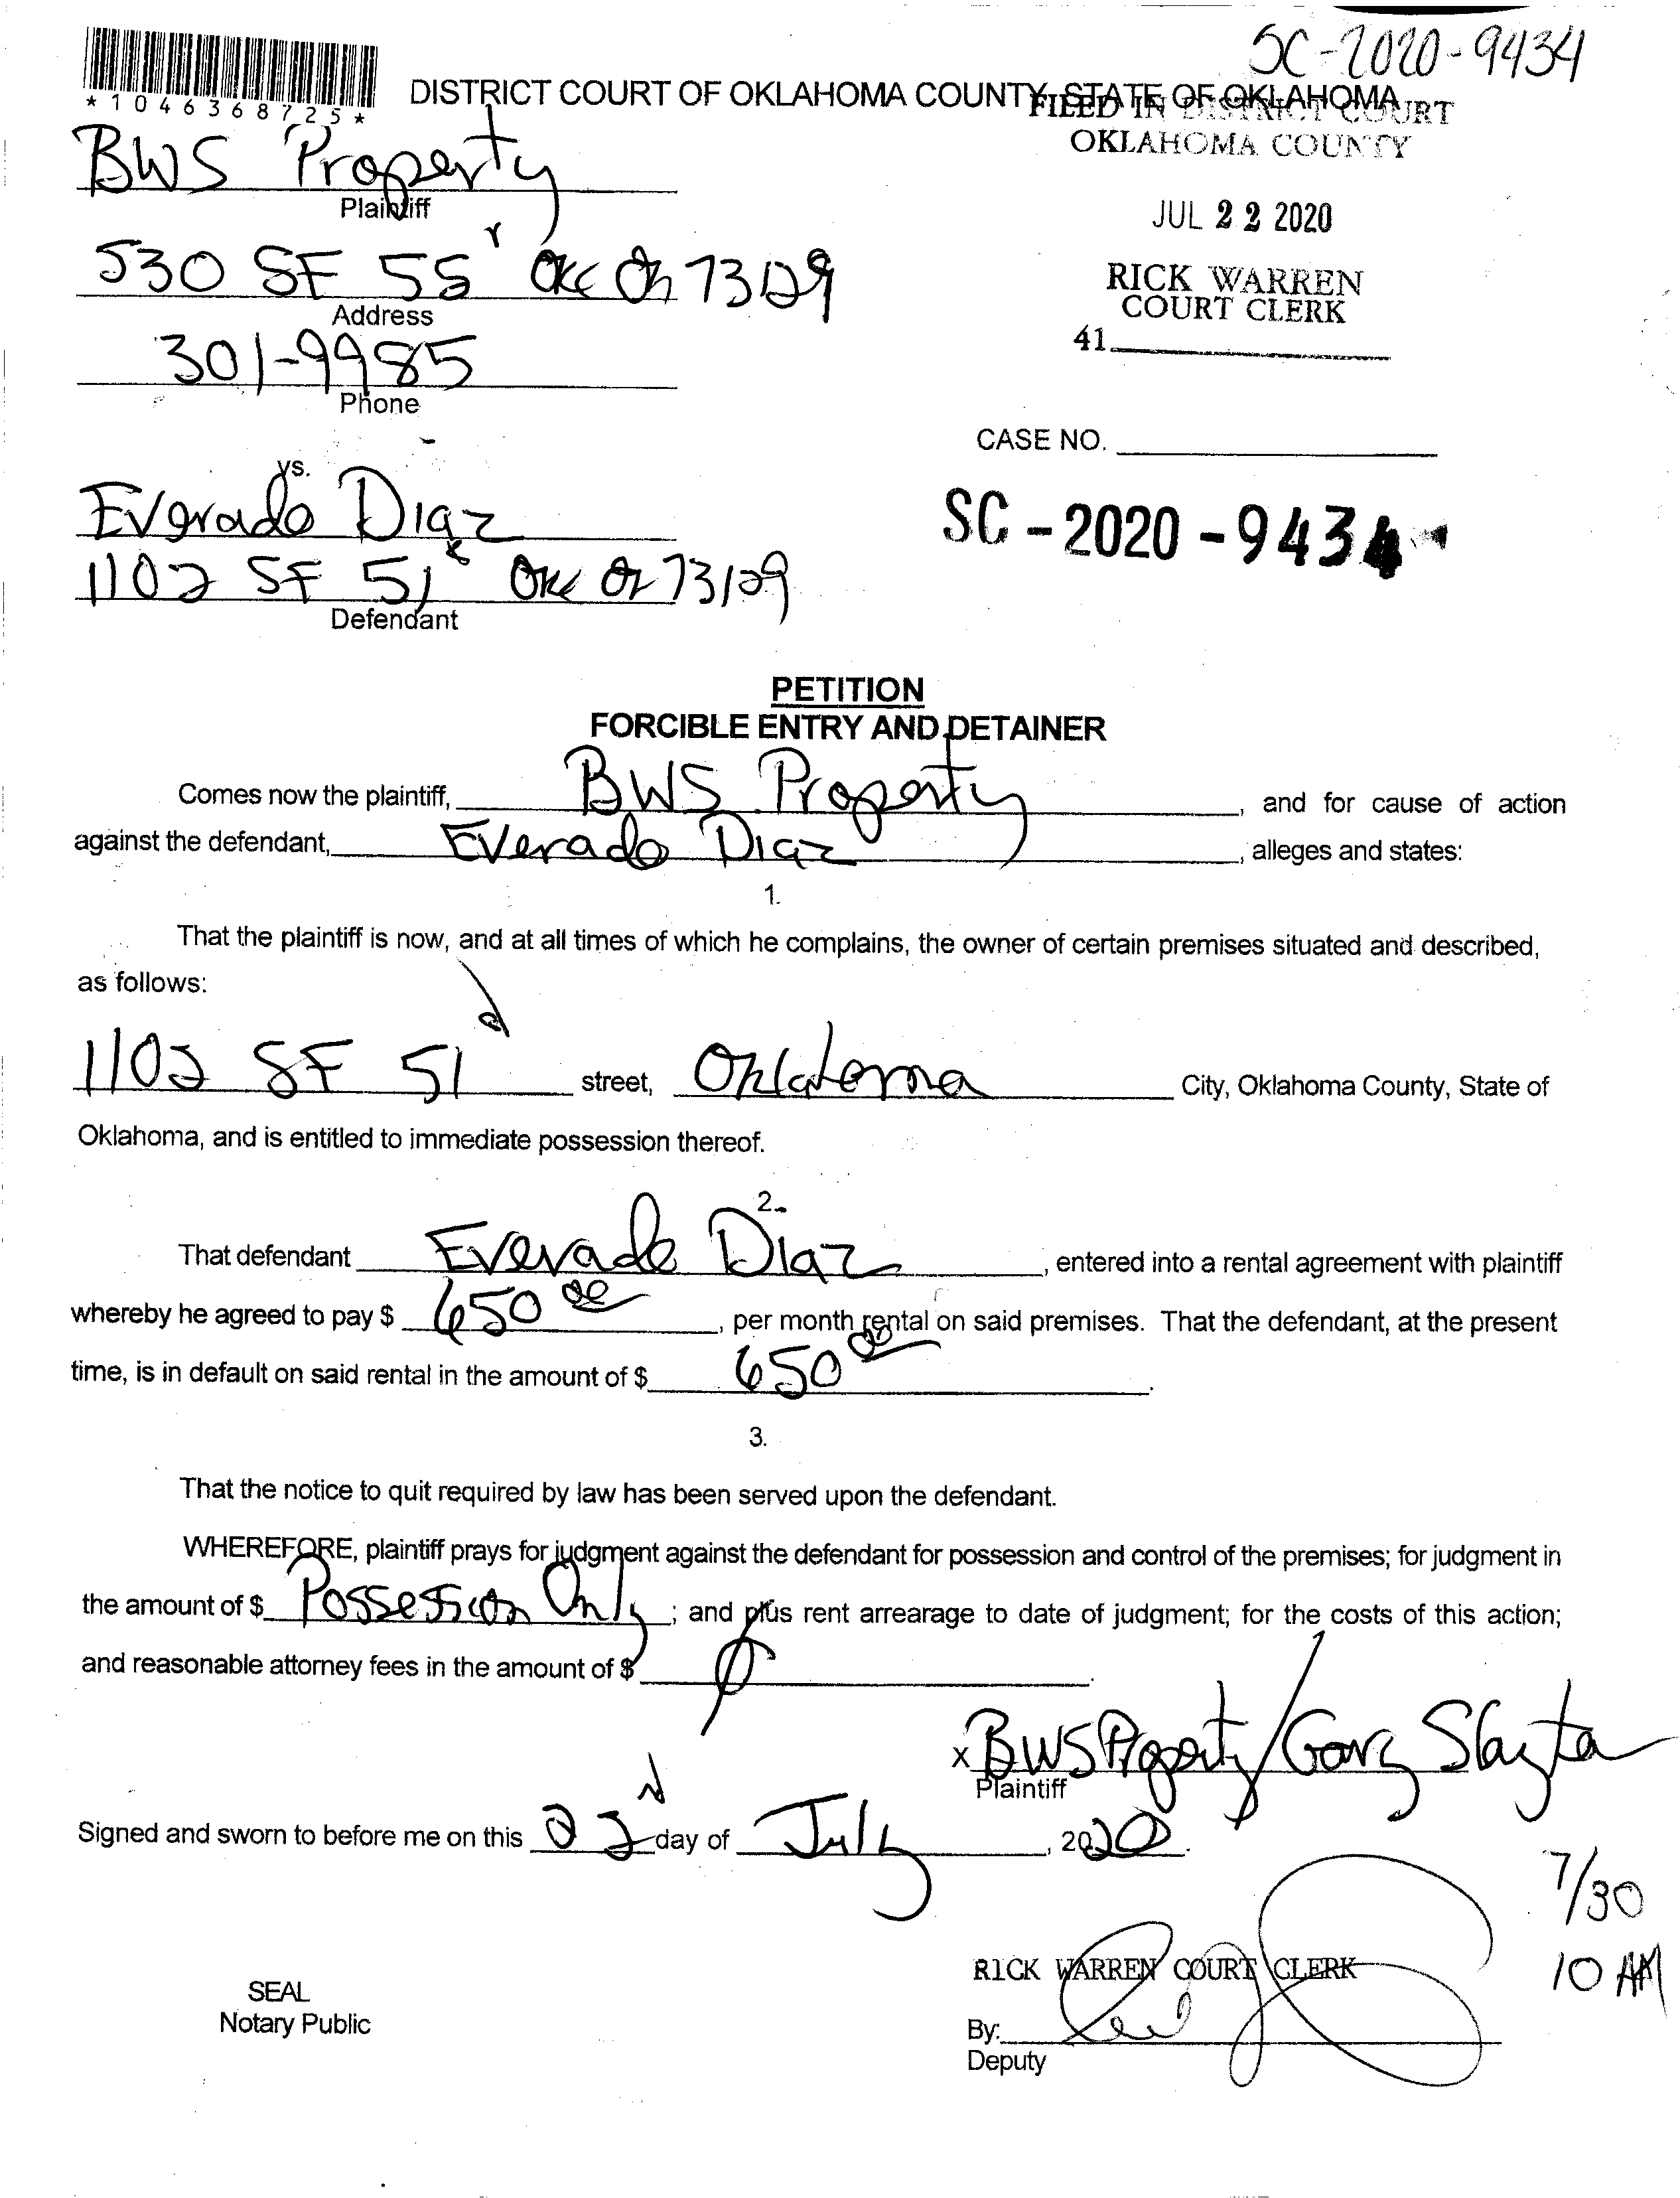 SC-2020-9434
*1046368725*
DISTRICT COURT OF OKLAHOMA COUNTY, STATE OF OKLAHOMA
FILED IN DISTRICT COURT
OKLAHOMA COUNTY
BWS Property
Plaintiff
JUL 22 2020
530 SE 55 OKC Ok 73129
Address
RICK WARREN
COURT CLERK
41
301-9985
Phone
CASE NO.
vs.
Everado Diaz
SC-2020-9434
1102 SE 51 OKC Ok 73129
Defendant
PETITION
FORCIBLE ENTRY AND DETAINER
Comes now the plaintiff, BWS Property, and for cause of action
against the defendant, Everado Diaz, alleges and states:
1.
That the plaintiff is now, and at all times of which he complains, the owner of certain premises situated and described,
as follows:
1102 SE 51 street, Oklahoma City, Oklahoma County, State of
Oklahoma, and is entitled to immediate possession thereof.
2.
That defendant Everado Diaz, entered into a rental agreement with plaintiff
whereby he agreed to pay $ 650 00, per month rental on said premises. That the defendant, at the present
time, is in default on said rental in the amount of $ 650 00.
3.
That the notice to quit required by law has been served upon the defendant.
WHEREFORE, plaintiff prays for judgment against the defendant for possession and control of the premises; for judgment in
the amount of $ Possession Only; and plus rent arrearage to date of judgment; for the costs of this action;
and reasonable attorney fees in the amount of $ 0.
x BWS Property/Gary
Plaintiff
Signed and sworn to before me on this 22 day of July, 2020.
7/30
10 AM
RICK WARREN COURT CLERK
SEAL
Notary Public
By:
Deputy